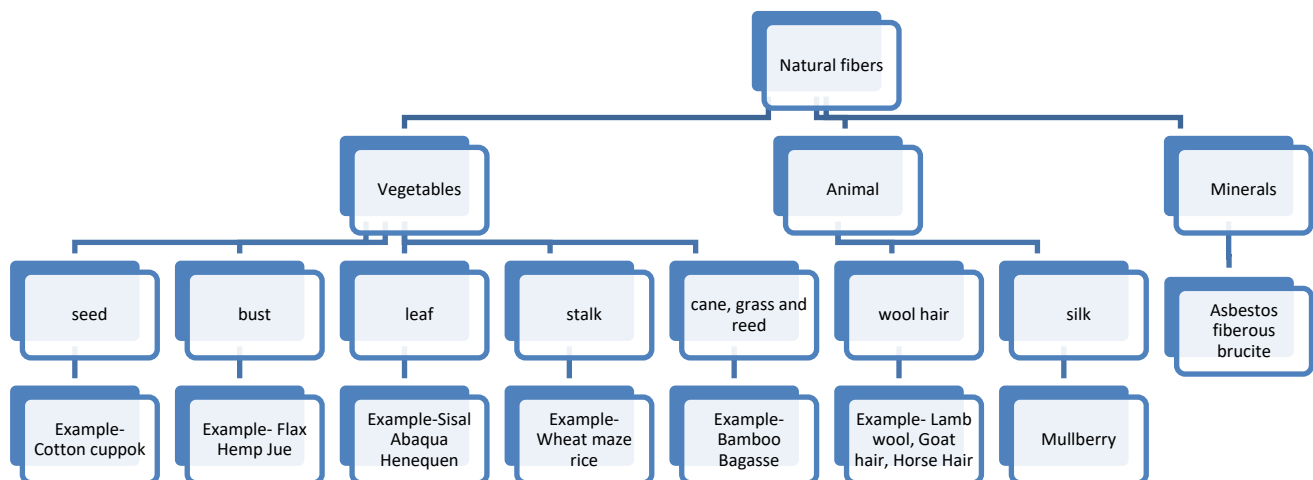 Natural fibers
Vegetables
Animal
Minerals
seed
bust
leaf
stalk
cane, grass and
reed
wool hair
silk
Asbestos
fiberous
brucite
Example-
Cotton cuppok
Example- Flax
Hemp Jue
Example-Sisal
Abaqua
Henequen
Example-
Wheat maze
rice
Example-
Bamboo
Bagasse
Example- Lamb
wool, Goat
hair, Horse Hair
Mullberry